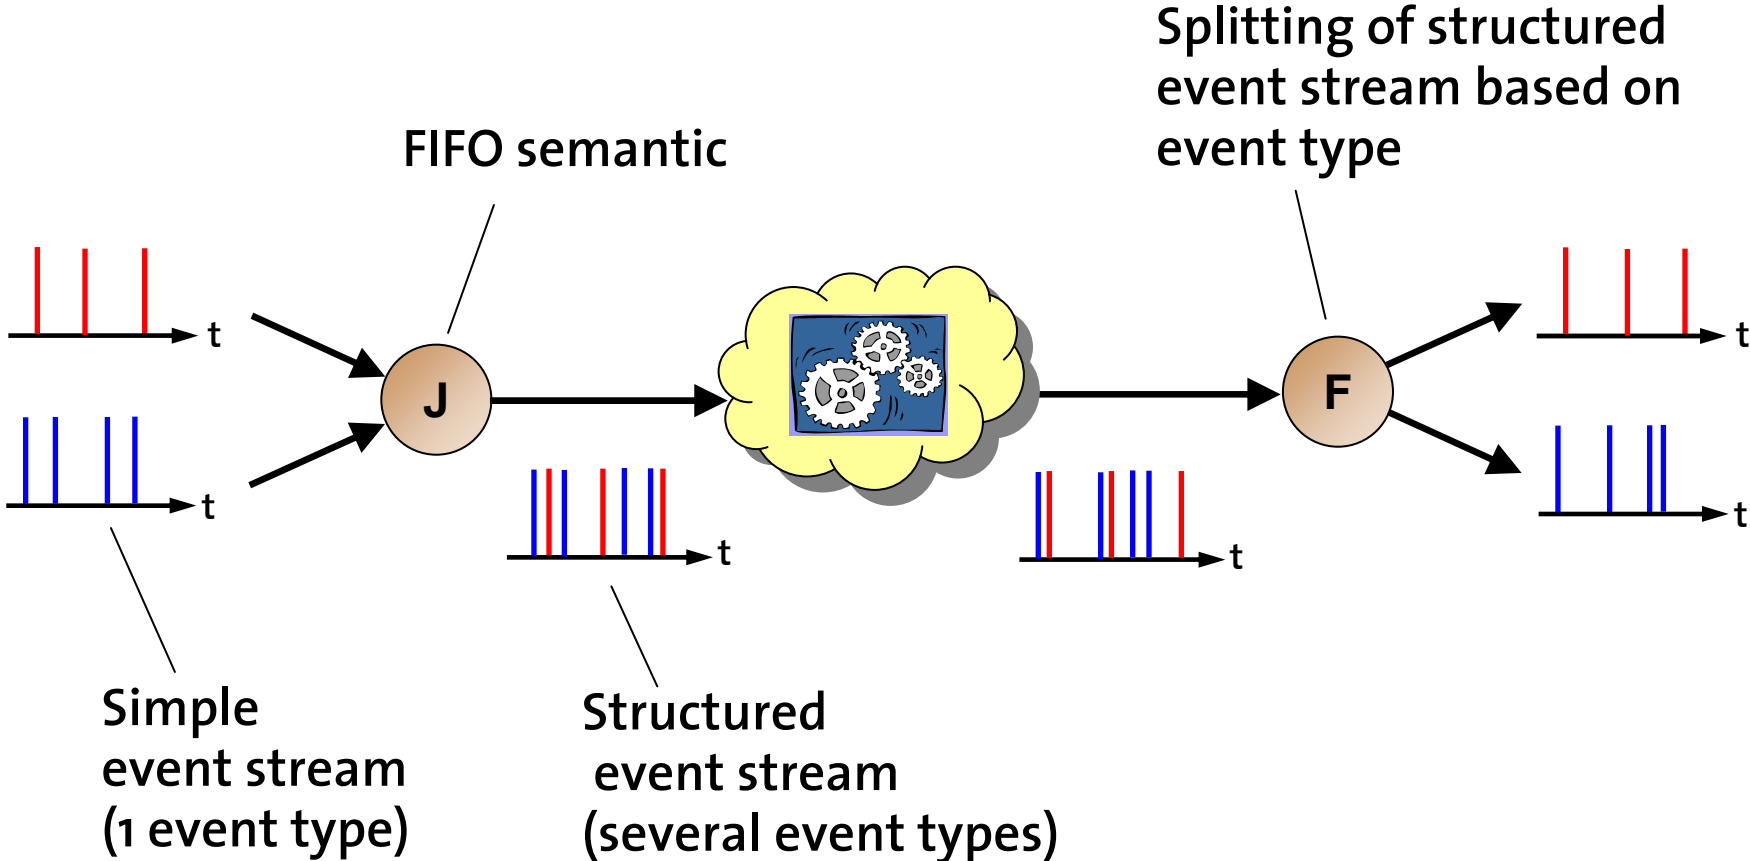 Splitting of structured
event stream based on
event type
FIFO semantic
t
t
J
F
t
t
t
t
Simple
event stream
(1 event type)
Structured
event stream
(several event types)